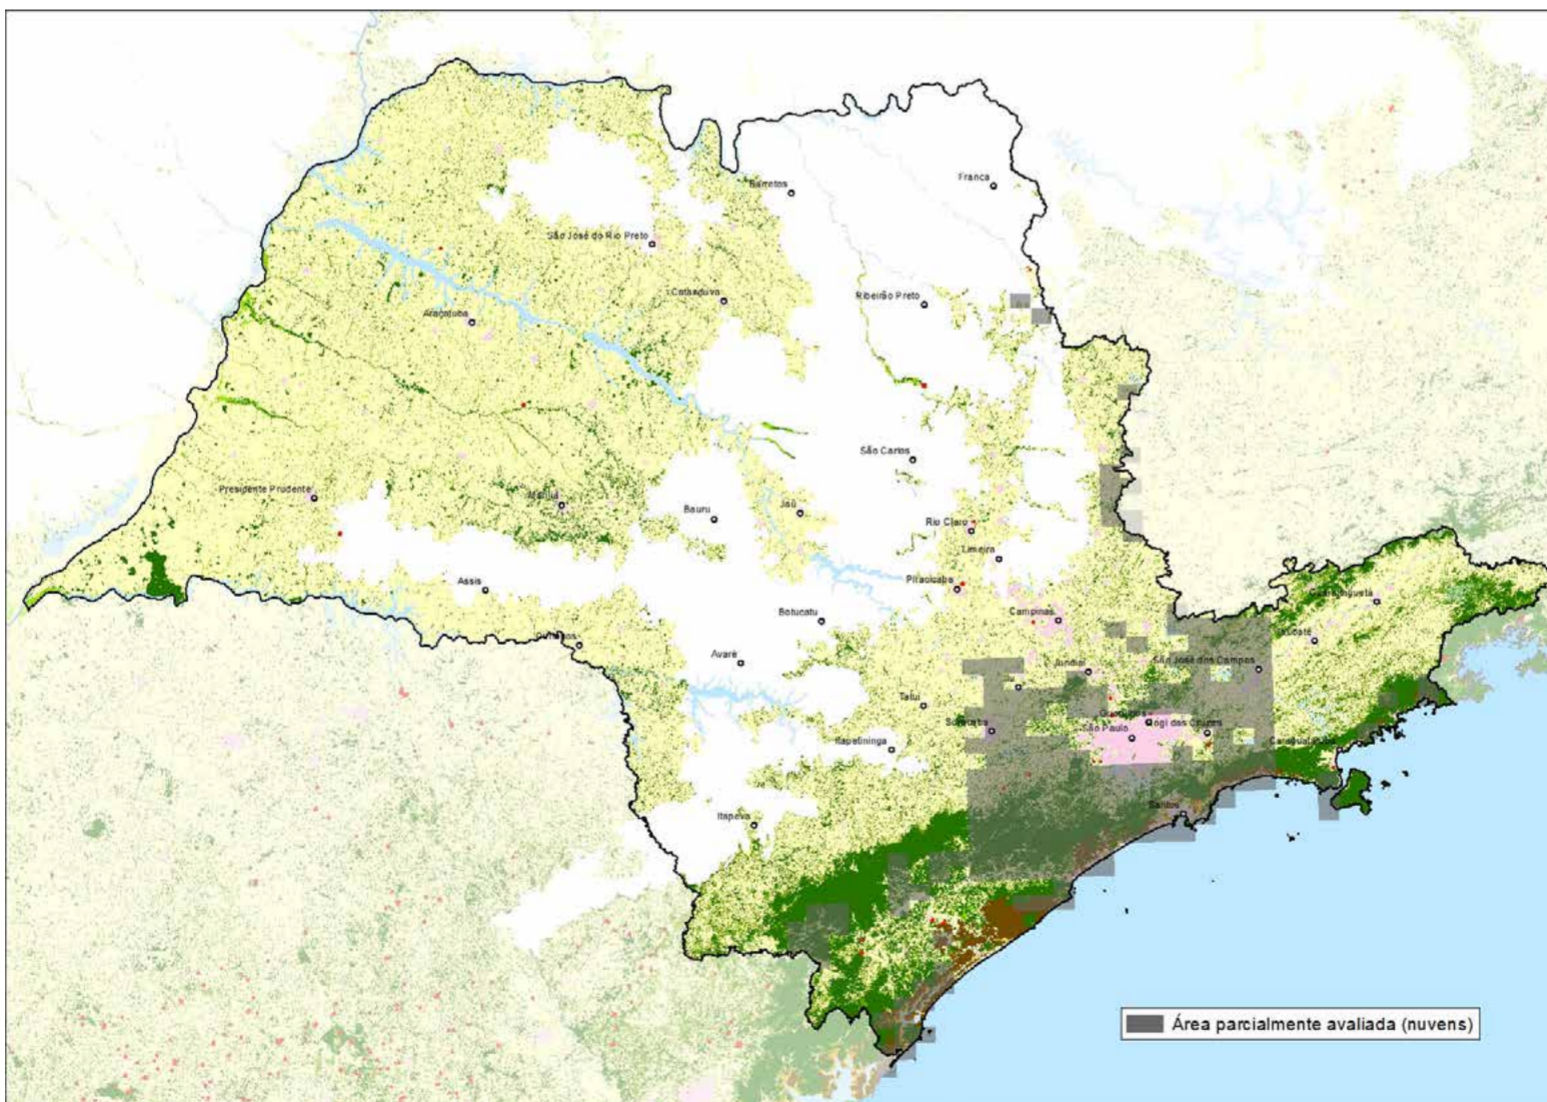 Franca
Barretos
São José do Rio Preto
Catanduva
Ribeirão Preto
Araçatuba
São Carlos
Presidente Prudente
Marília
Bauru
Jaú
Rio Claro
Limeira
Assis
Piracicaba
Botucatu
Campinas
Guaratinguetá
Taubaté
Avaré
Jundiaí
São José dos Campos
Tatuí
Sorocaba
São Paulo
Mogi das Cruzes
Itapetininga
Santos
Itapeva
Área parcialmente avaliada (nuvens)